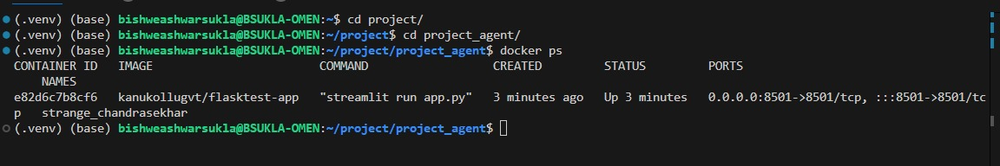 (.venv) (base) bishweashwarsukla@BSUKLA-OMEN:~$ cd project/
(.venv) (base) bishweashwarsukla@BSUKLA-OMEN:~/project$ cd project_agent/
(.venv) (base) bishweashwarsukla@BSUKLA-OMEN:~/project/project_agent$ docker ps
CONTAINER ID   IMAGE                          COMMAND                  CREATED         STATUS         PORTS
    NAMES
e82d6c7b8cf6   kanukollugvt/flasktest-app   "streamlit run app.py"   3 minutes ago   Up 3 minutes   0.0.0.0:8501->8501/tcp, :::8501->8501/tc
p   strange_chandrasekhar
(.venv) (base) bishweashwarsukla@BSUKLA-OMEN:~/project/project_agent$